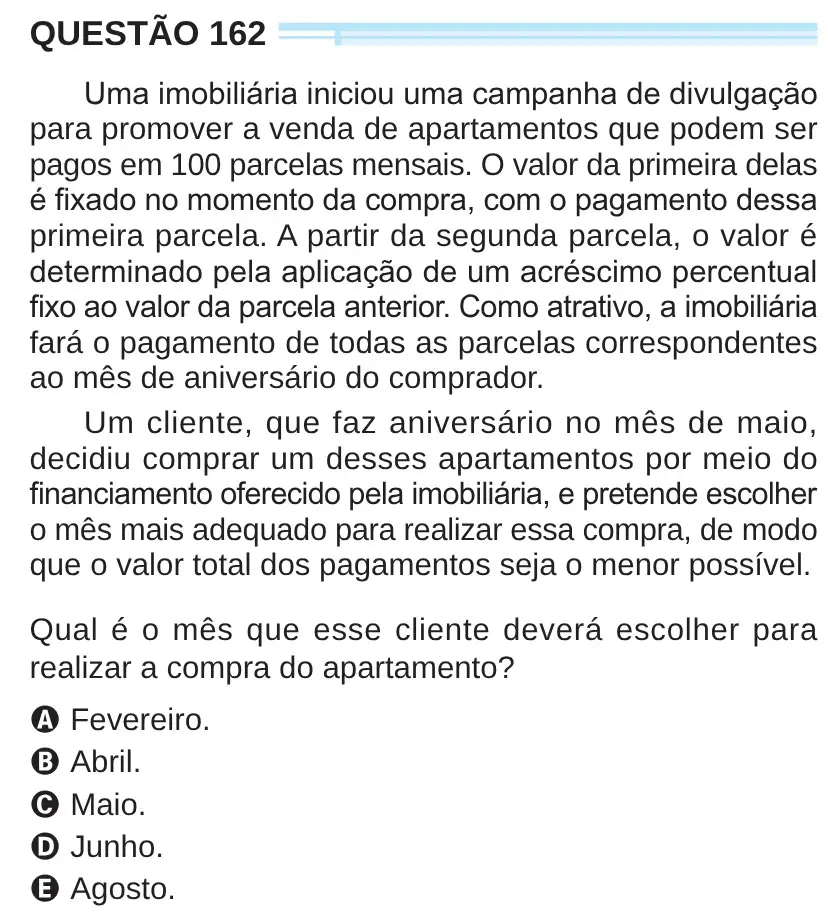 QUESTÃO 162
Uma imobiliária iniciou uma campanha de divulgação
para promover a venda de apartamentos que podem ser
pagos em 100 parcelas mensais. O valor da primeira delas
é fixado no momento da compra, com o pagamento dessa
primeira parcela. A partir da segunda parcela, o valor é
determinado pela aplicação de um acréscimo percentual
fixo ao valor da parcela anterior. Como atrativo, a imobiliária
fará o pagamento de todas as parcelas correspondentes
ao mês de aniversário do comprador.
Um cliente, que faz aniversário no mês de maio,
decidiu comprar um desses apartamentos por meio do
financiamento oferecido pela imobiliária, e pretende escolher
o mês mais adequado para realizar essa compra, de modo
que o valor total dos pagamentos seja o menor possível.
Qual é o mês que esse cliente deverá escolher para
realizar a compra do apartamento?
A Fevereiro.
B Abril.
C Maio.
D Junho.
E Agosto.